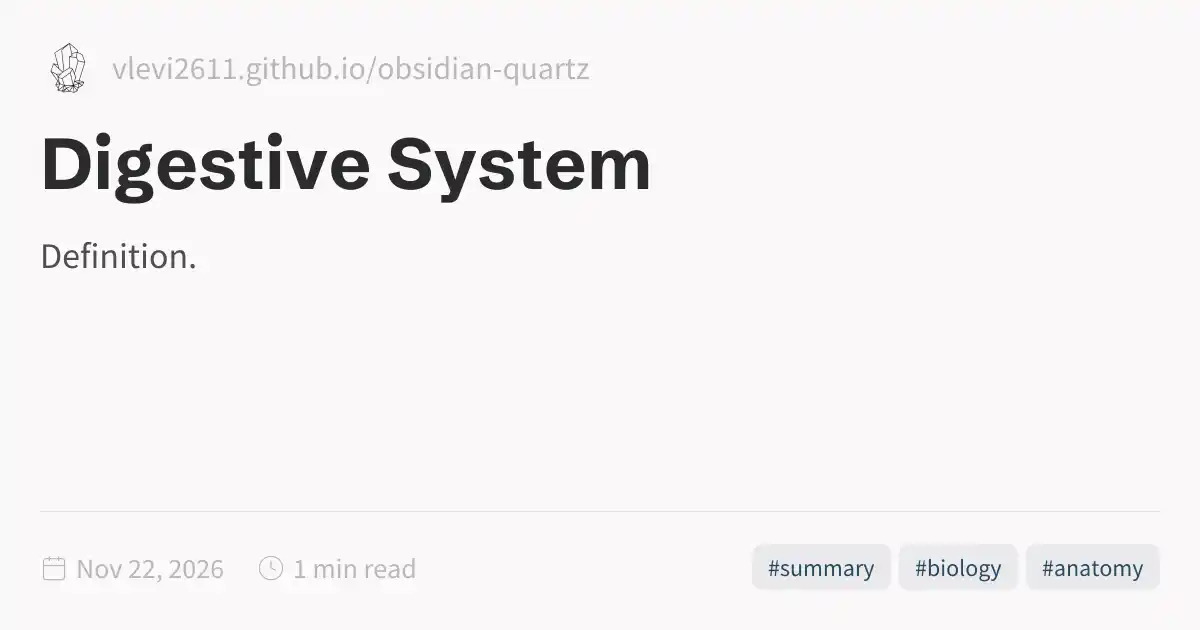 vlevi2611.github.io/obsidian-quartz
Digestive System
Definition.
Nov 22, 2026 1 min read #summary #biology #anatomy